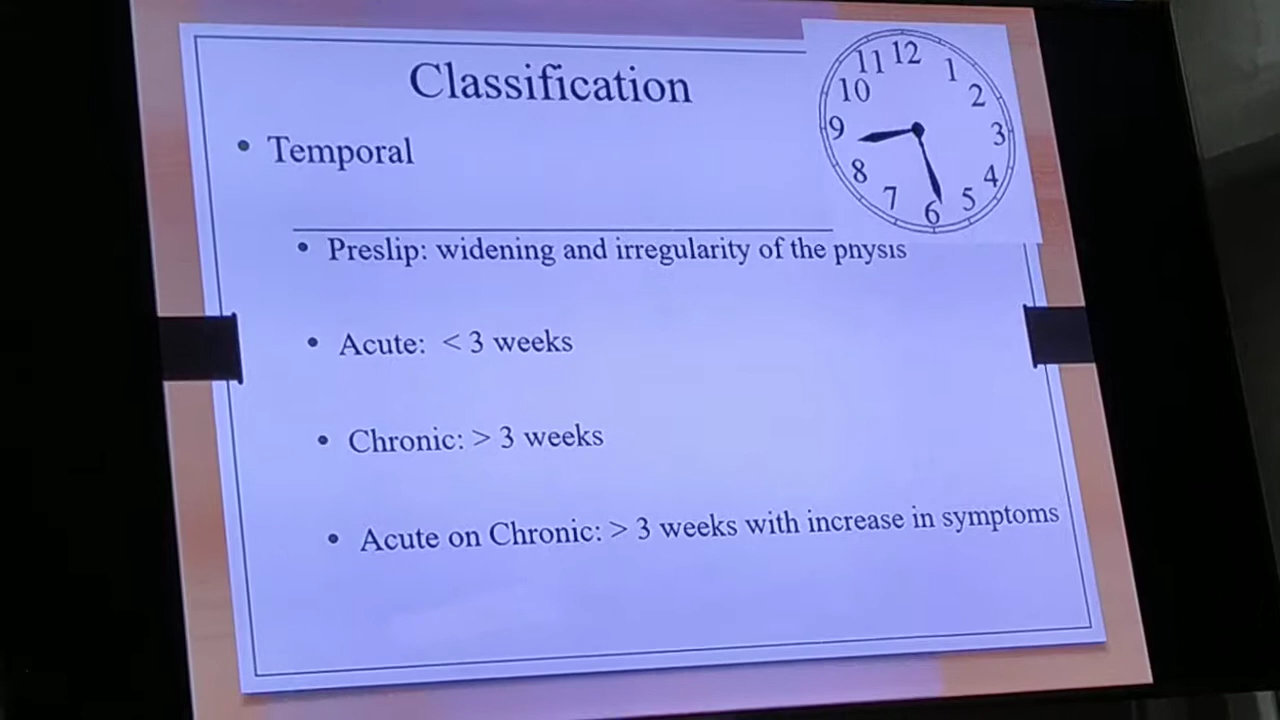 Classification
• Temporal
• Preslip: widening and irregularity of the physis
• Acute: < 3 weeks
• Chronic: > 3 weeks
• Acute on Chronic: > 3 weeks with increase in symptoms
12
1
2
3
4
5
6
7
8
9
10
11